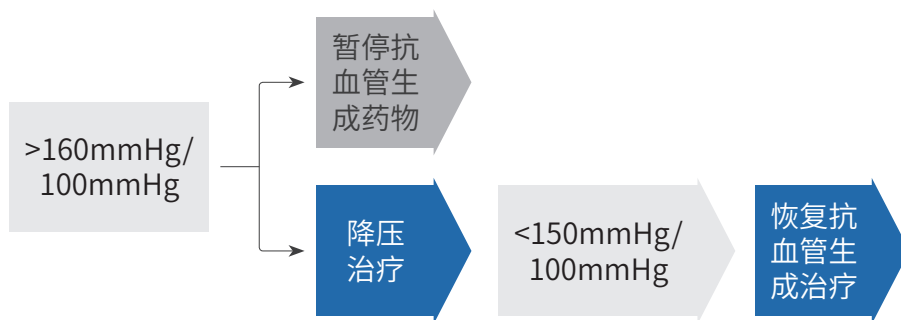 >160mmHg/
100mmHg
暂停抗
血管生
成药物
降压
治疗
<150mmHg/
100mmHg
恢复抗
血管生
成治疗